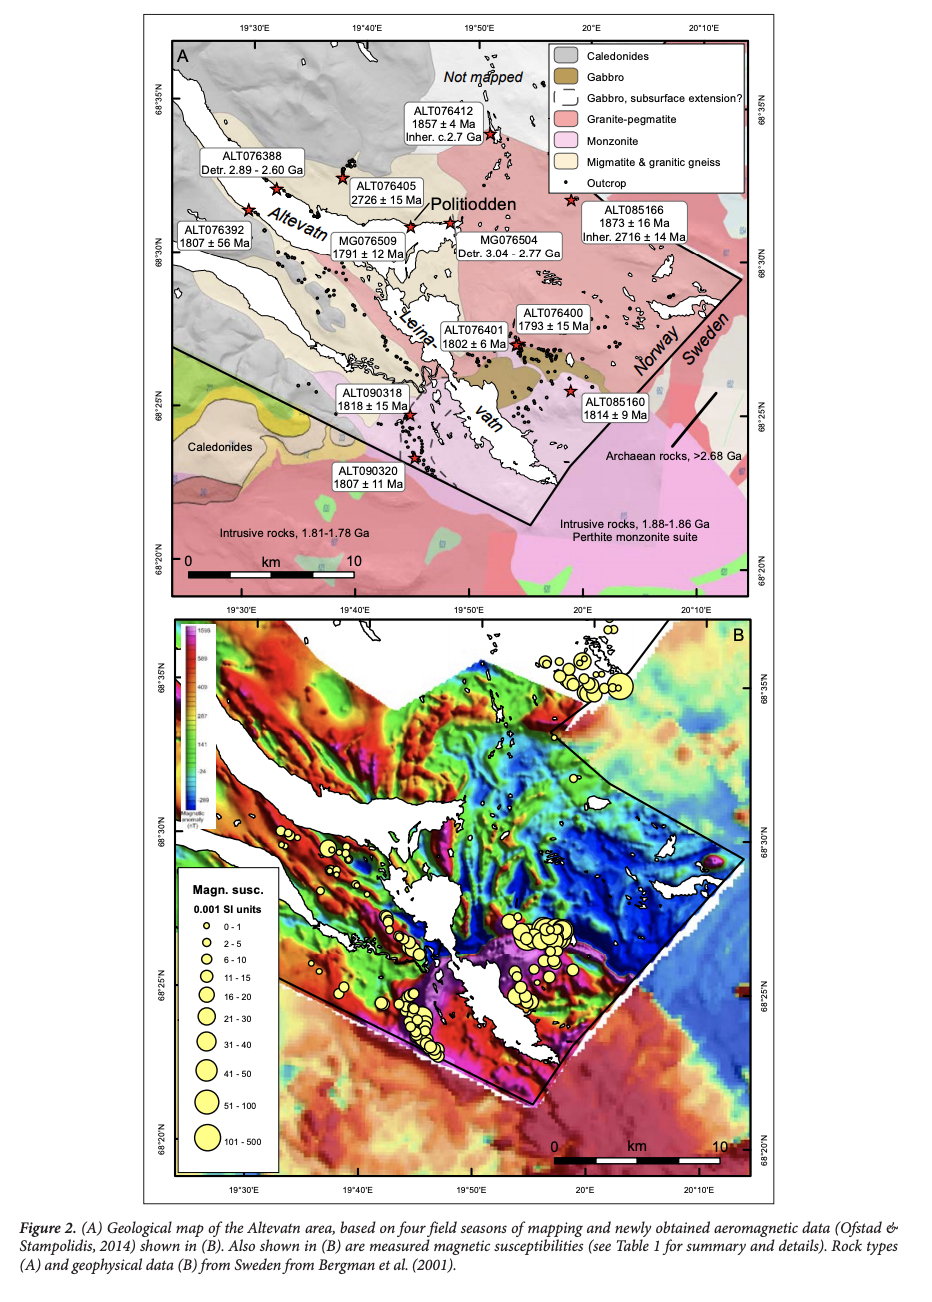 19°30'E 19°40'E 19°50'E 20°E 20°10'E
A
Not mapped
Caledonides
Gabbro
Gabbro, subsurface extension?
Granite-pegmatite
Monzonite
Migmatite & granitic gneiss
Outcrop
68°35'N
68°35'N
ALT076412
1857 ± 4 Ma
Inher. c.2.7 Ga
ALT076388
Detr. 2.89 - 2.60 Ga
ALT076405
2726 ± 15 Ma
Politiodden
ALT085166
1873 ± 16 Ma
Inher. 2716 ± 14 Ma
Altevatn
ALT076392
1807 ± 56 Ma
MG076509
1791 ± 12 Ma
MG076504
Detr. 3.04 - 2.77 Ga
68°30'N
68°30'N
Leina-
vatn
ALT076400
1793 ± 15 Ma
ALT076401
1802 ± 6 Ma
Norway
Sweden
ALT090318
1818 ± 15 Ma
ALT085160
1814 ± 9 Ma
68°25'N
68°25'N
Caledonides
Archaean rocks, >2.68 Ga
ALT090320
1807 ± 11 Ma
Intrusive rocks, 1.81-1.78 Ga
Intrusive rocks, 1.88-1.86 Ga
Perthite monzonite suite
0 km 10
68°20'N
68°20'N
19°30'E 19°40'E 19°50'E 20°E 20°10'E
B
Magnetic
anomaly
(nT)
68°35'N
68°35'N
68°30'N
68°30'N
Magn. susc.
0.001 SI units
0 - 1
2 - 5
6 - 10
11 - 15
16 - 20
21 - 30
31 - 40
41 - 50
51 - 100
101 - 500
68°25'N
68°25'N
68°20'N
68°20'N
0 km 10
19°30'E 19°40'E 19°50'E 20°E 20°10'E
Figure 2. (A) Geological map of the Altevatn area, based on four field seasons of mapping and newly obtained aeromagnetic data (Ofstad &
Stampolidis, 2014) shown in (B). Also shown in (B) are measured magnetic susceptibilities (see Table 1 for summary and details). Rock types
(A) and geophysical data (B) from Sweden from Bergman et al. (2001).